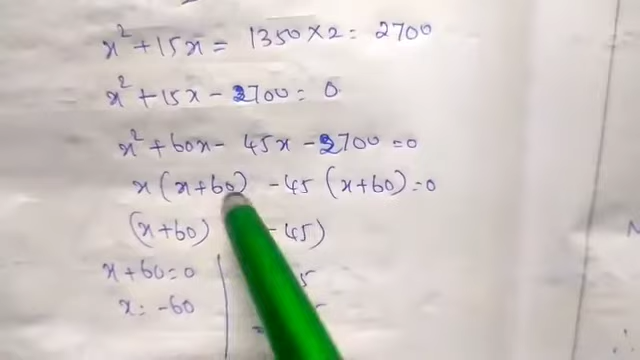 x² + 15x = 1350 × 2 = 2700
x² + 15x - 2700 = 0
x² + 60x - 45x - 2700 = 0
x (x + 60) - 45 (x + 60) = 0
(x + 60) - 45)
x + 60 = 0
x = -60